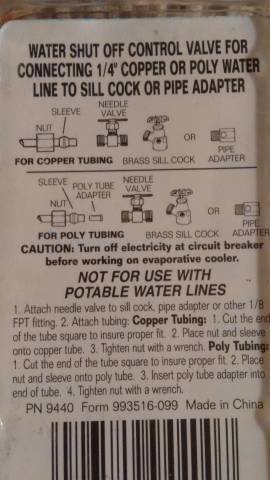 WATER SHUT OFF CONTROL VALVE FOR
CONNECTING 1/4" COPPER OR POLY WATER
LINE TO SILL COCK OR PIPE ADAPTER
NEEDLE
VALVE
SLEEVE
NUT
OR
PIPE
ADAPTER
FOR COPPER TUBING
BRASS SILL COCK
SLEEVE
POLY TUBE
ADAPTER
NEEDLE
VALVE
NUT
OR
PIPE
ADAPTER
FOR POLY TUBING
BRASS SILL COCK
CAUTION: Turn off electricity at circuit breaker
before working on evaporative cooler.
NOT FOR USE WITH
POTABLE WATER LINES
1. Attach needle valve to sill cock, pipe adapter or other 1/8
FPT fitting. 2. Attach tubing: Copper Tubing: 1. Cut the end
of the tube square to insure proper fit. 2. Place nut and sleeve
onto copper tube. 3. Tighten nut with a wrench. Poly Tubing:
1. Cut the end of the tube square to insure proper fit. 2. Place
nut and sleeve onto poly tube. 3. Insert poly tube adapter into
end of tube. 4. Tighten nut with a wrench.
PN 9440 Form 993516-099 Made in China